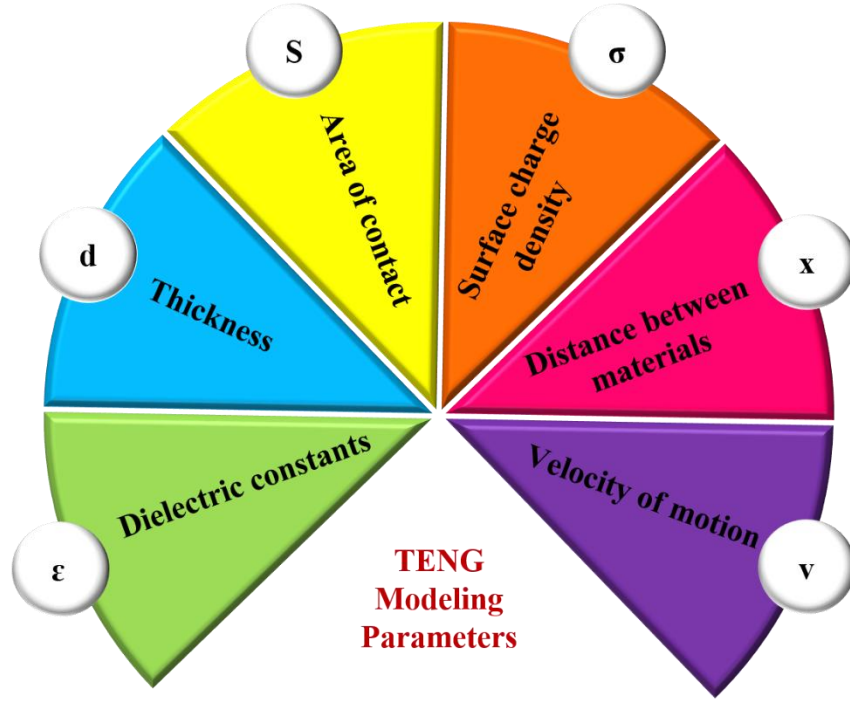 S
Area of contact
σ
Surface charge
density
d
Thickness
x
Distance between
materials
ε
Dielectric constants
v
Velocity of motion
TENG
Modeling
Parameters